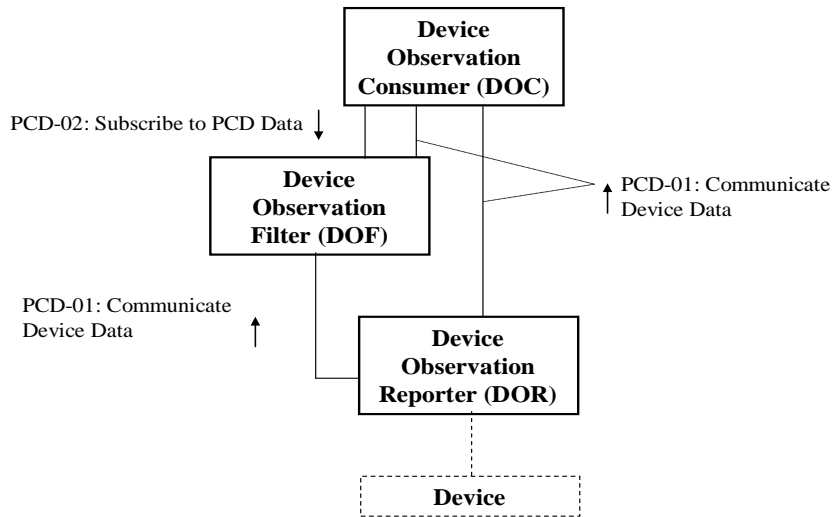 Device
Observation
Consumer (DOC)
PCD-02: Subscribe to PCD Data
Device
Observation
Filter (DOF)
PCD-01: Communicate
Device Data
PCD-01: Communicate
Device Data
Device
Observation
Reporter (DOR)
Device